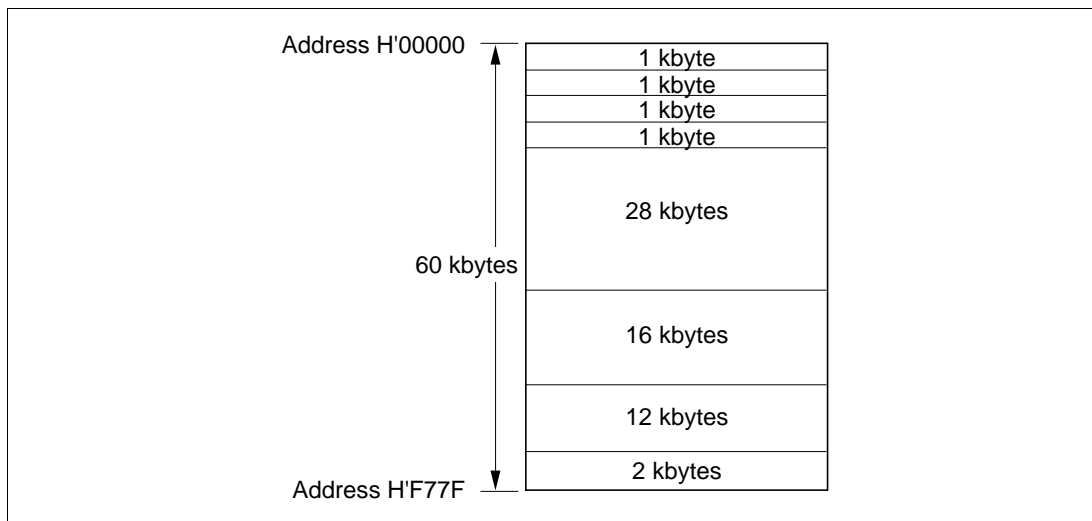 Address H'00000
1 kbyte
1 kbyte
1 kbyte
1 kbyte
28 kbytes
60 kbytes
16 kbytes
12 kbytes
2 kbytes
Address H'F77F